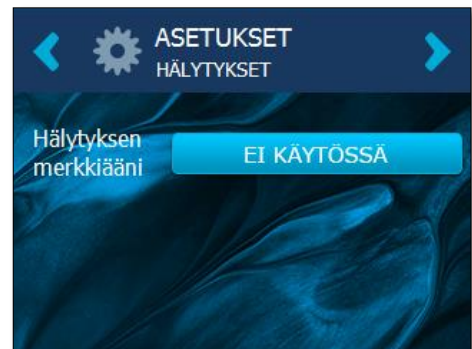 ASETUKSET
HÄLYTYKSET
Hälytyksen
merkkiääni
EI KÄYTÖSSÄ